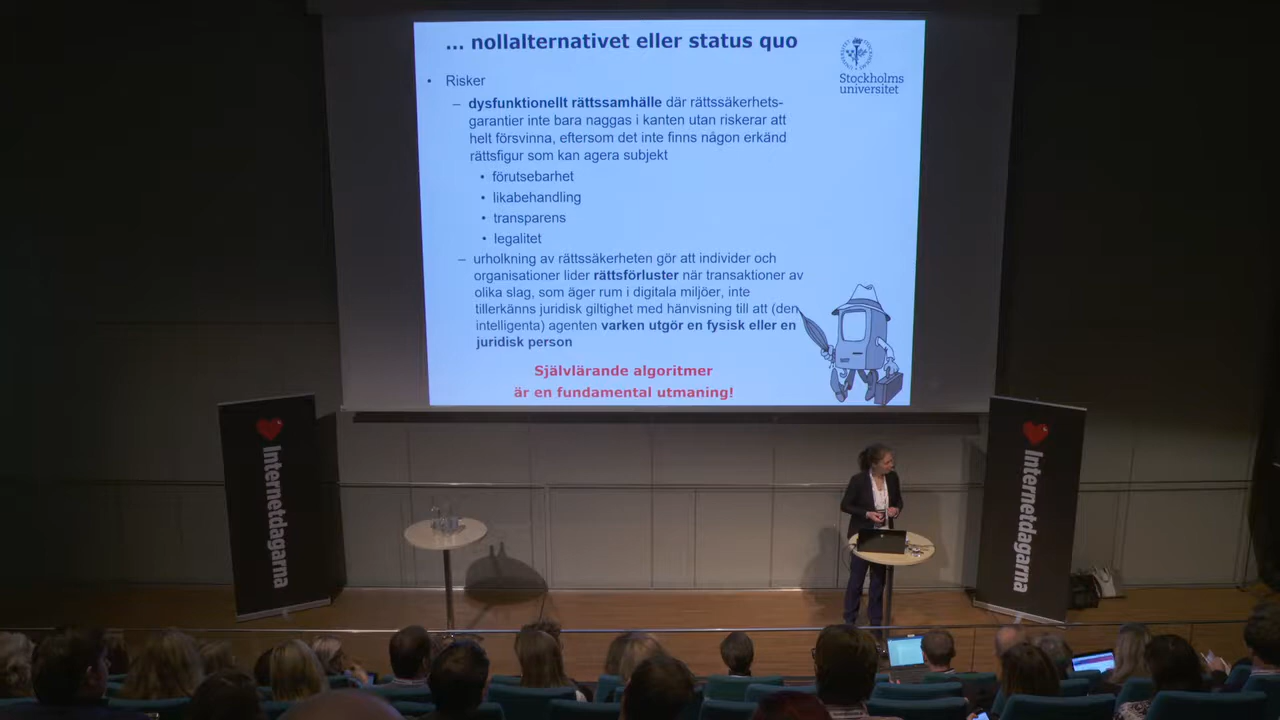 ... nollalternativet eller status quo
Stockholms
universitet
• Risker
– dysfunktionellt rättssamhälle där rättssäkerhets-
garantier inte bara naggas i kanten utan riskerar att
helt försvinna, eftersom det inte finns någon erkänd
rättsfigur som kan agera subjekt
• förutsebarhet
• likabehandling
• transparens
• legalitet
– urholkning av rättssäkerheten gör att individer och
organisationer lider rättsförluster när transaktioner av
olika slag, som äger rum i digitala miljöer, inte
tillerkänns juridisk giltighet med hänvisning till att (den
intelligenta) agenten varken utgör en fysisk eller en
juridisk person
Självlärande algoritmer
är en fundamental utmaning!
Internetdagarna
Internetdagarna